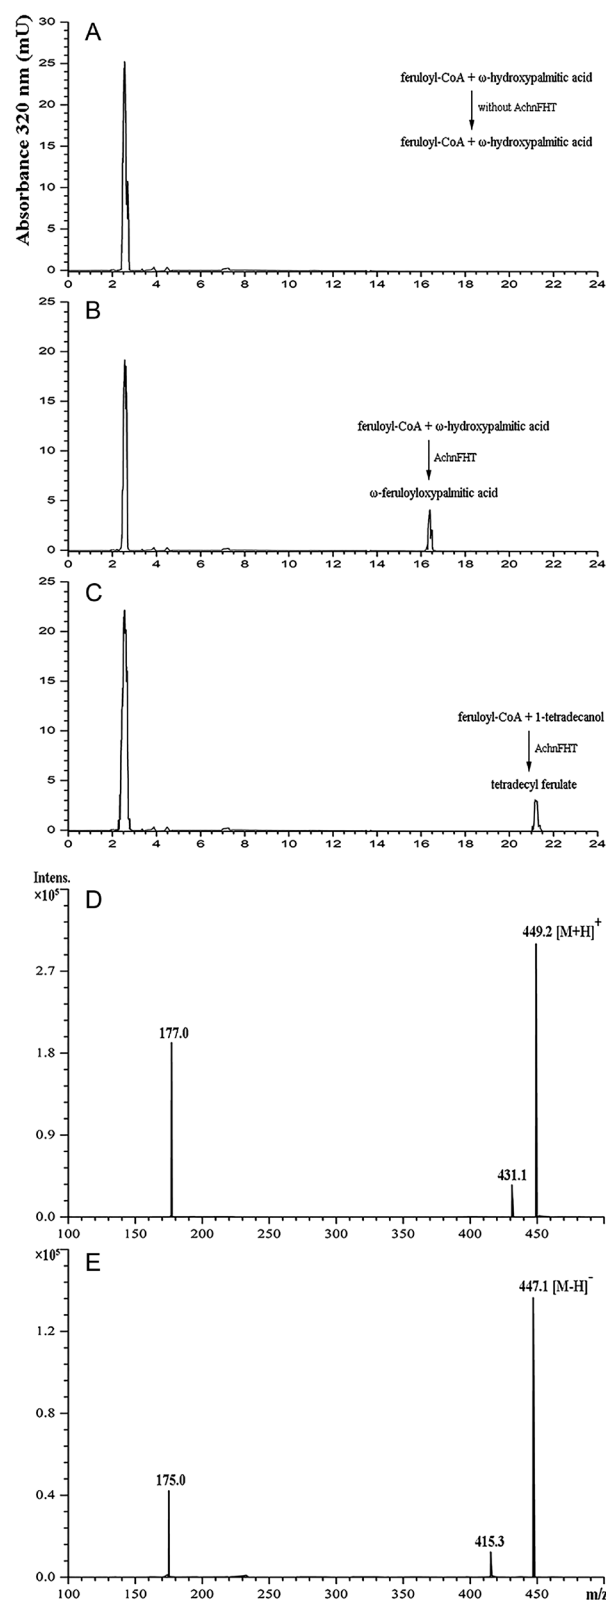 A
Absorbance 320 nm (mU)
30
25
20
15
10
5
0
feruloyl-CoA + ω-hydroxypalmitic acid
without AchnFHT
feruloyl-CoA + ω-hydroxypalmitic acid
0 2 4 6 8 10 12 14 16 18 20 22 24
B
25
20
15
10
5
0
feruloyl-CoA + ω-hydroxypalmitic acid
AchnFHT
ω-feruloyloxypalmitic acid
0 2 4 6 8 10 12 14 16 18 20 22 24
C
25
20
15
10
5
0
feruloyl-CoA + 1-tetradecanol
AchnFHT
tetradecyl ferulate
0 2 4 6 8 10 12 14 16 18 20 22 24
Intens.
×10⁵
D
449.2 [M+H]⁺
2.7
177.0
1.8
0.9
431.1
0.0
100 150 200 250 300 350 400 450
×10⁵
E
447.1 [M-H]⁻
1.2
0.8
175.0
0.4
415.3
0.0
100 150 200 250 300 350 400 450 m/z